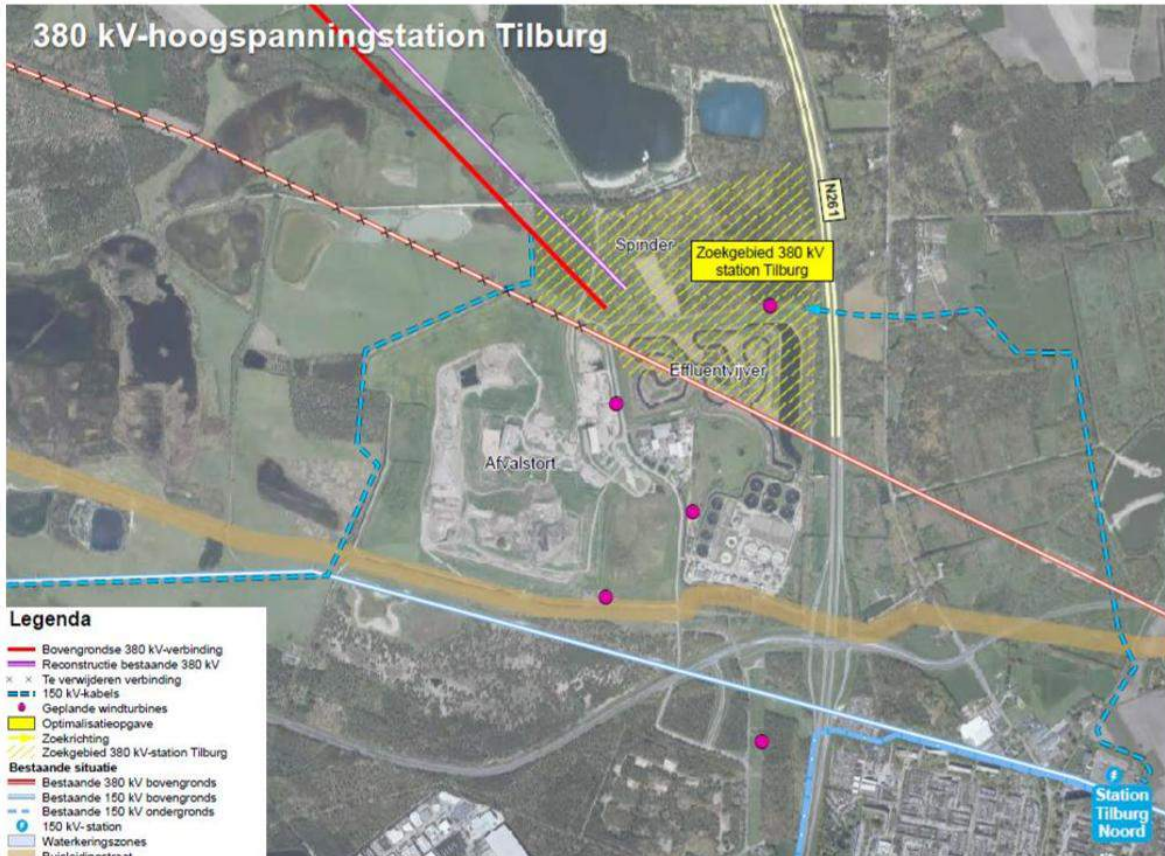 380 kV-hoogspanningstation Tilburg
N261
Spinder
Zoekgebied 380 kV
station Tilburg
Effluentvijver
Afvalstort
Legenda
Bovengrondse 380 kV-verbinding
Reconstructie bestaande 380 kV
Te verwijderen verbinding
150 kV-kabels
Geplande windturbines
Optimalisatieopgave
Zoekrichting
Zoekgebied 380 kV-station Tilburg
Bestaande situatie
Bestaande 380 kV bovengronds
Bestaande 150 kV bovengronds
Bestaande 150 kV ondergronds
150 kV- station
Waterkeringszones
Station
Tilburg
Noord